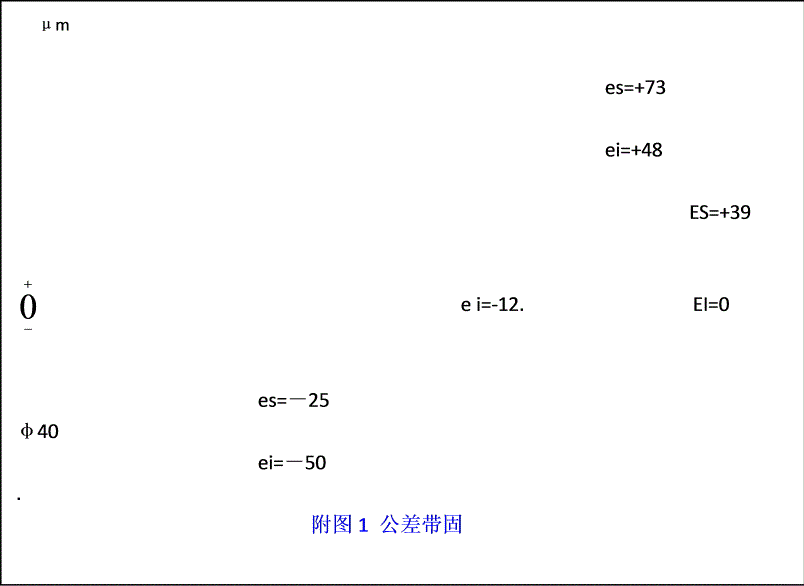 μm
es=+73
ei=+48
ES=+39
+
0
−
e i=-12.
EI=0
es=－25
ф40
ei=－50
.
附图 1 公差带固